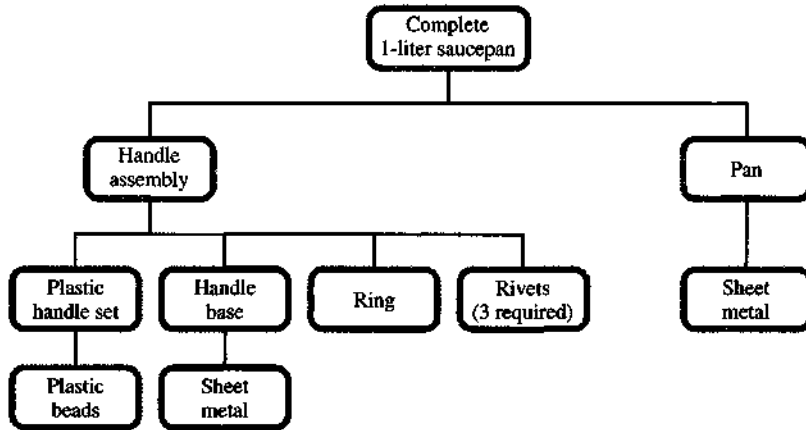 Complete
1-liter saucepan
Handle
assembly
Pan
Plastic
handle set
Handle
base
Ring
Rivets
(3 required)
Sheet
metal
Plastic
beads
Sheet
metal